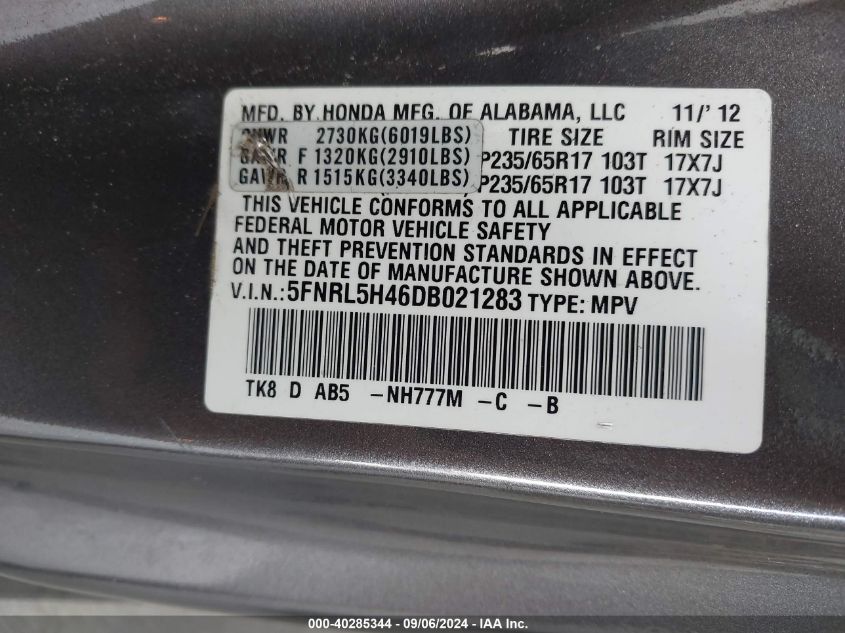 MFD. BY HONDA MFG. OF ALABAMA, LLC 11/'12
GVWR 2730KG(6019LBS) TIRE SIZE RIM SIZE
GAWR F 1320KG(2910LBS) P235/65R17 103T 17X7J
GAWR R 1515KG(3340LBS) P235/65R17 103T 17X7J
THIS VEHICLE CONFORMS TO ALL APPLICABLE
FEDERAL MOTOR VEHICLE SAFETY
AND THEFT PREVENTION STANDARDS IN EFFECT
ON THE DATE OF MANUFACTURE SHOWN ABOVE.
V.I.N.:5FNRL5H46DB021283 TYPE: MPV
TK8 D AB5 -NH777M -C -B
000-40285344 - 09/06/2024 - IAA Inc.